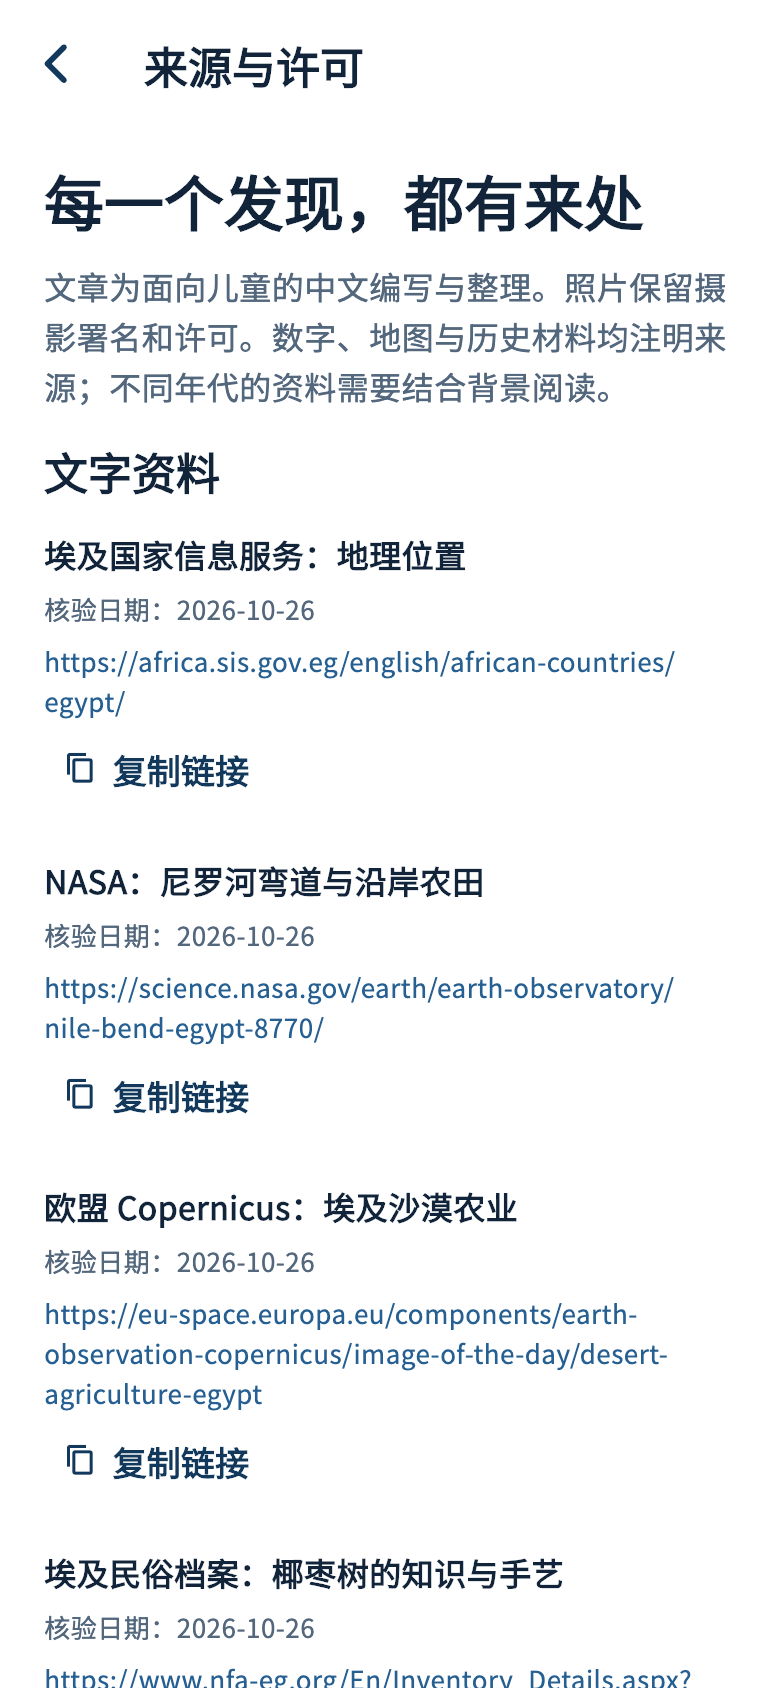 来源与许可
每一个发现，都有来处
文章为面向儿童的中文编写与整理。照片保留摄
影署名和许可。数字、地图与历史材料均注明来
源；不同年代的资料需要结合背景阅读。
文字资料
埃及国家信息服务：地理位置
核验日期：2026-10-26
https://africa.sis.gov.eg/english/african-countries/
egypt/
复制链接
NASA：尼罗河弯道与沿岸农田
核验日期：2026-10-26
https://science.nasa.gov/earth/earth-observatory/
nile-bend-egypt-8770/
复制链接
欧盟 Copernicus：埃及沙漠农业
核验日期：2026-10-26
https://eu-space.europa.eu/components/earth-
observation-copernicus/image-of-the-day/desert-
agriculture-egypt
复制链接
埃及民俗档案：椰枣树的知识与手艺
核验日期：2026-10-26
https://www.nfa-eg.org/En/Inventory_Details.aspx?